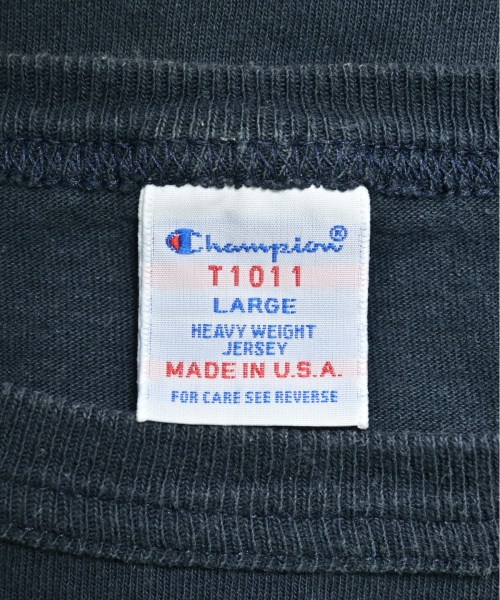 Champion®
T1011
LARGE
HEAVY WEIGHT
JERSEY
MADE IN U.S.A.
FOR CARE SEE REVERSE